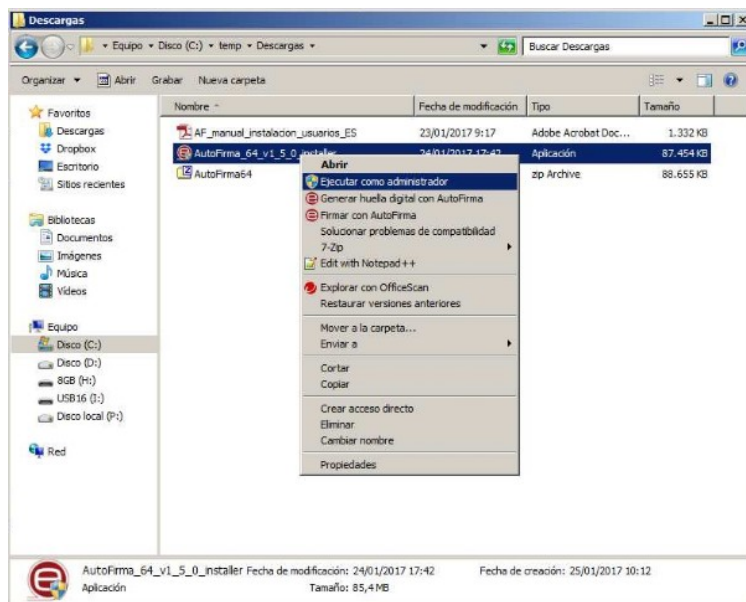 Descargas
Equipo Disco (C:) temp Descargas
Buscar Descargas
Organizar Abrir Grabar Nueva carpeta
Nombre Fecha de modificación Tipo Tamaño
Favoritos
Descargas
Dropbox
Escritorio
Sitios recientes
Bibliotecas
Documentos
Imágenes
Música
Vídeos
Equipo
Disco (C:)
Disco (D:)
8GB (H:)
USB16 (I:)
Disco local (P:)
Red
AF_manual_instalacion_usuarios_ES 23/01/2017 9:17 Adobe Acrobat Doc... 1.332 KB
AutoFirma_64_v1_5_0_installer 24/01/2017 17:42 Aplicación 87.454 KB
AutoFirma64 zip Archive 88.655 KB
Abrir
Ejecutar como administrador
Generar huella digital con AutoFirma
Firmar con AutoFirma
Solucionar problemas de compatibilidad
7-Zip
Edit with Notepad++
Explorar con OfficeScan
Restaurar versiones anteriores
Mover a la carpeta...
Enviar a
Cortar
Copiar
Crear acceso directo
Eliminar
Cambiar nombre
Propiedades
AutoFirma_64_v1_5_0_installer Fecha de modificación: 24/01/2017 17:42 Fecha de creación: 25/01/2017 10:12
Aplicación Tamaño: 85,4 MB